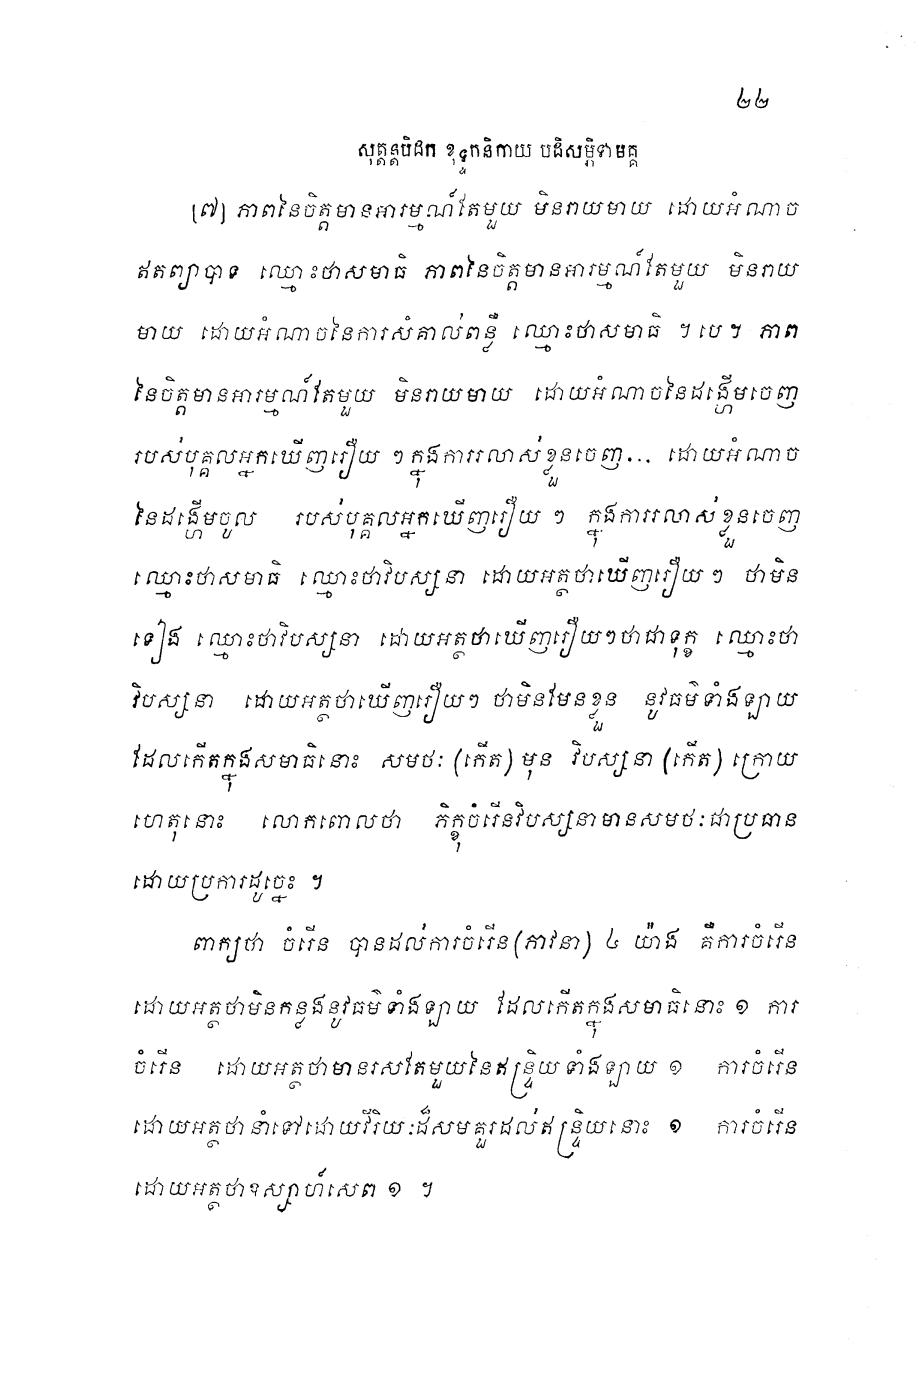 ២២
សុត្តន្តបិដក ខុទ្ទកនិកាយ បដិសម្ភិទាមគ្គ
[៧] ភាពនៃចិត្តមានអារម្មណ៍តែមួយ មិនរាយមាយ ដោយអំណាច
ឥតព្យាបាទ ឈ្មោះថាសមាធិ ភាពនៃចិត្តមានអារម្មណ៍តែមួយ មិនរាយ
មាយ ដោយអំណាចនៃការសំគាល់ពន្លឺ ឈ្មោះថាសមាធិ ។ បេ ។ ភាព
នៃចិត្តមានអារម្មណ៍តែមួយ មិនរាយមាយ ដោយអំណាចនៃដង្ហើមចេញ
របស់បុគ្គលអ្នកឃើញរឿយ ៗ ក្នុងការរលាស់ខ្លួនចេញ... ដោយអំណាច
នៃដង្ហើមចូល របស់បុគ្គលអ្នកឃើញរឿយ ៗ ក្នុងការរលាស់ខ្លួនចេញ
ឈ្មោះថាសមាធិ ឈ្មោះថាវិបស្សនា ដោយអត្ថថាឃើញរឿយ ៗ ថាមិន
ទៀង ឈ្មោះថាវិបស្សនា ដោយអត្ថថាឃើញរឿយៗថាជាទុក្ខ ឈ្មោះថា
វិបស្សនា ដោយអត្ថថាឃើញរឿយៗ ថាមិនមែនខ្លួន នូវធម៌ទាំងឡាយ
ដែលកើតក្នុងសមាធិនោះ សមថៈ (កើត) មុន វិបស្សនា (កើត) ក្រោយ
ហេតុនោះ លោកពោលថា ភិក្ខុចំរើនវិបស្សនាមានសមថៈជាប្រធាន
ដោយប្រការដូច្នេះ ។
ពាក្យថា ចំរើន បានដល់ការចំរើន (ភាវនា) ៤ យ៉ាង គឺការចំរើន
ដោយអត្ថថាមិនកន្លងនូវធម៌ទាំងឡាយ ដែលកើតក្នុងសមាធិនោះ ១ ការ
ចំរើន ដោយអត្ថថាមានរសតែមួយនៃឥន្ទ្រិយទាំងឡាយ ១ ការចំរើន
ដោយអត្ថថានាំទៅដោយវីរិយៈដ៏សមគួរដល់ឥន្ទ្រិយនោះ ១ ការចំរើន
ដោយអត្ថថាឧស្សាហ៍សេព ១ ។